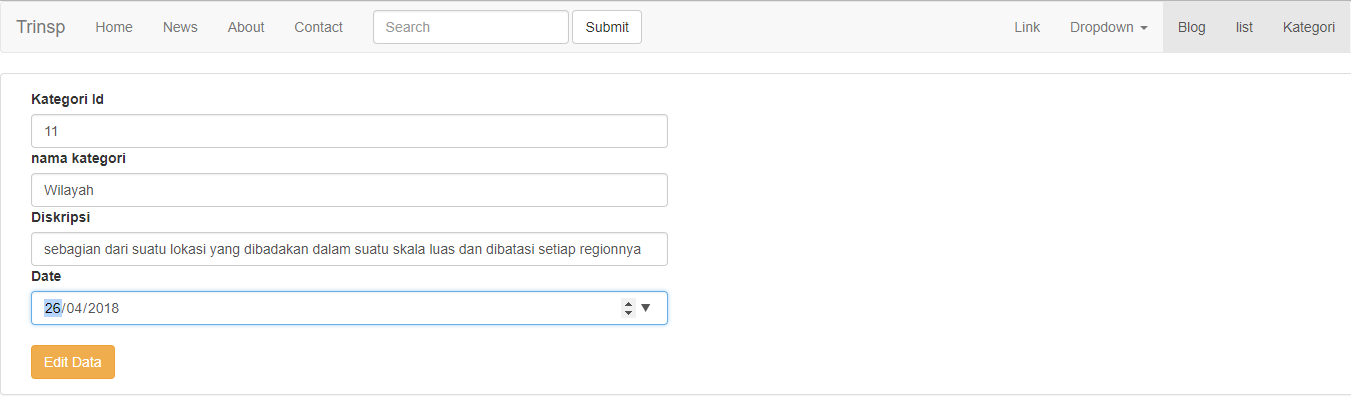 Trinsp Home News About Contact Search Submit Link Dropdown Blog list Kategori
Kategori Id
11
nama kategori
Wilayah
Diskripsi
sebagian dari suatu lokasi yang dibadakan dalam suatu skala luas dan dibatasi setiap regionnya
Date
26/04/2018
Edit Data